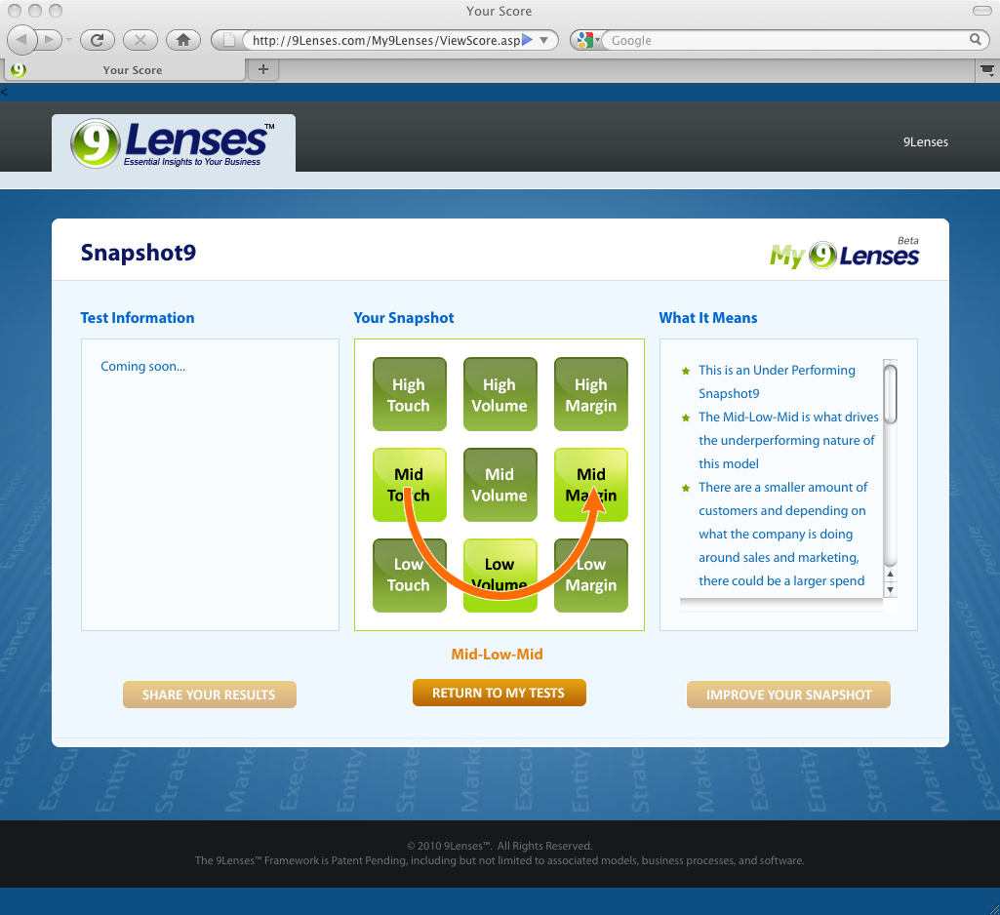 Your Score
http://9Lenses.com/My9Lenses/ViewScore.asp
Google
9
Your Score
+
<
9 Lenses™
Essential Insights to Your Business
9Lenses
Snapshot9
Beta
My 9 Lenses
Test Information
Your Snapshot
What It Means
Coming soon...
High Touch
High Volume
High Margin
Mid Touch
Mid Volume
Mid Margin
Low Touch
Low Volume
Low Margin
This is an Under Performing
Snapshot9
The Mid-Low-Mid is what drives
the underperforming nature of
this model
There are a smaller amount of
customers and depending on
what the company is doing
around sales and marketing,
there could be a larger spend
Mid-Low-Mid
SHARE YOUR RESULTS
RETURN TO MY TESTS
IMPROVE YOUR SNAPSHOT
© 2010 9Lenses™.  All Rights Reserved.
The 9Lenses™ Framework is Patent Pending, including but not limited to associated models, business processes, and software.